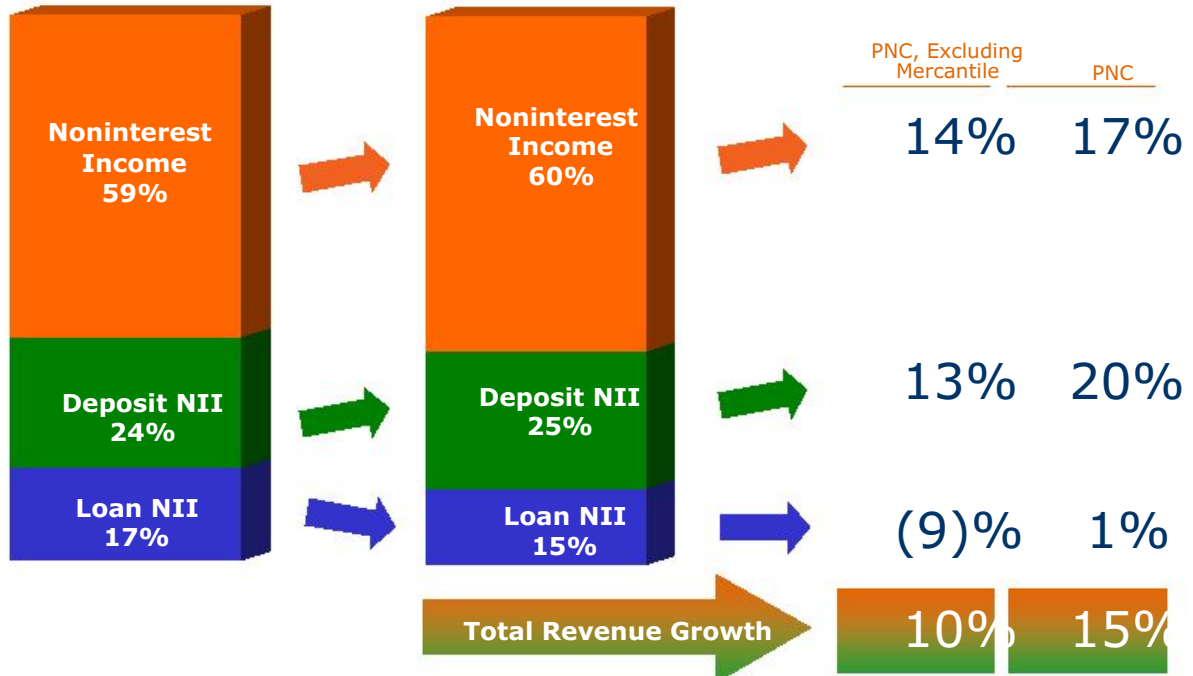 PNC, Excluding
Mercantile
PNC
Noninterest
Income
59%
Noninterest
Income
60%
14%
17%
Deposit NII
24%
Deposit NII
25%
13%
20%
Loan NII
17%
Loan NII
15%
(9)%
1%
Total Revenue Growth
10%
15%